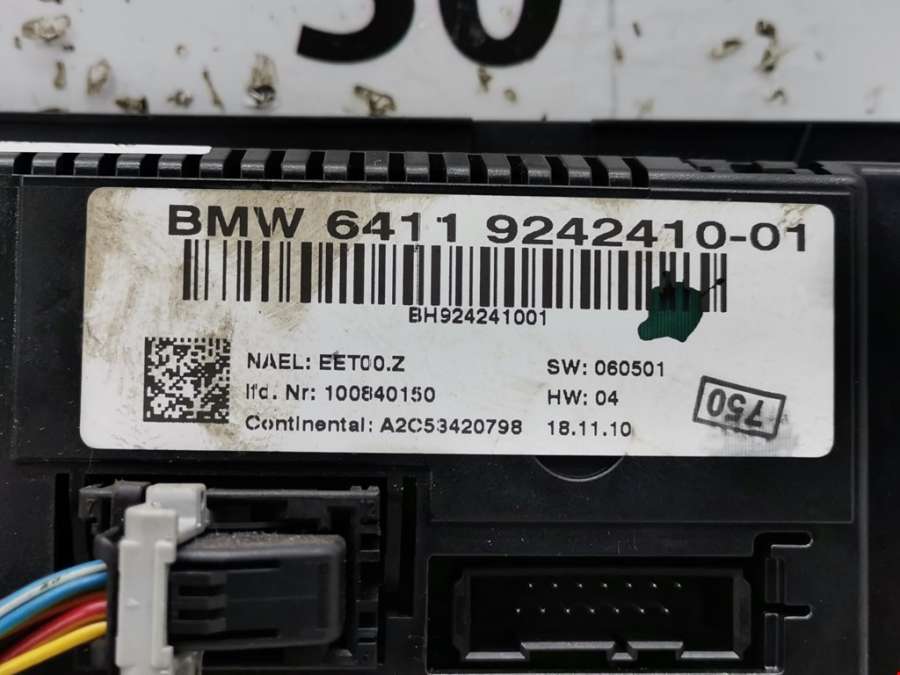 30
BMW 6411 9242410-01
BH924241001
NAEL: EET00.Z SW: 060501
lfd. Nr: 100840150 HW: 04
Continental: A2C53420798 18.11.10
750